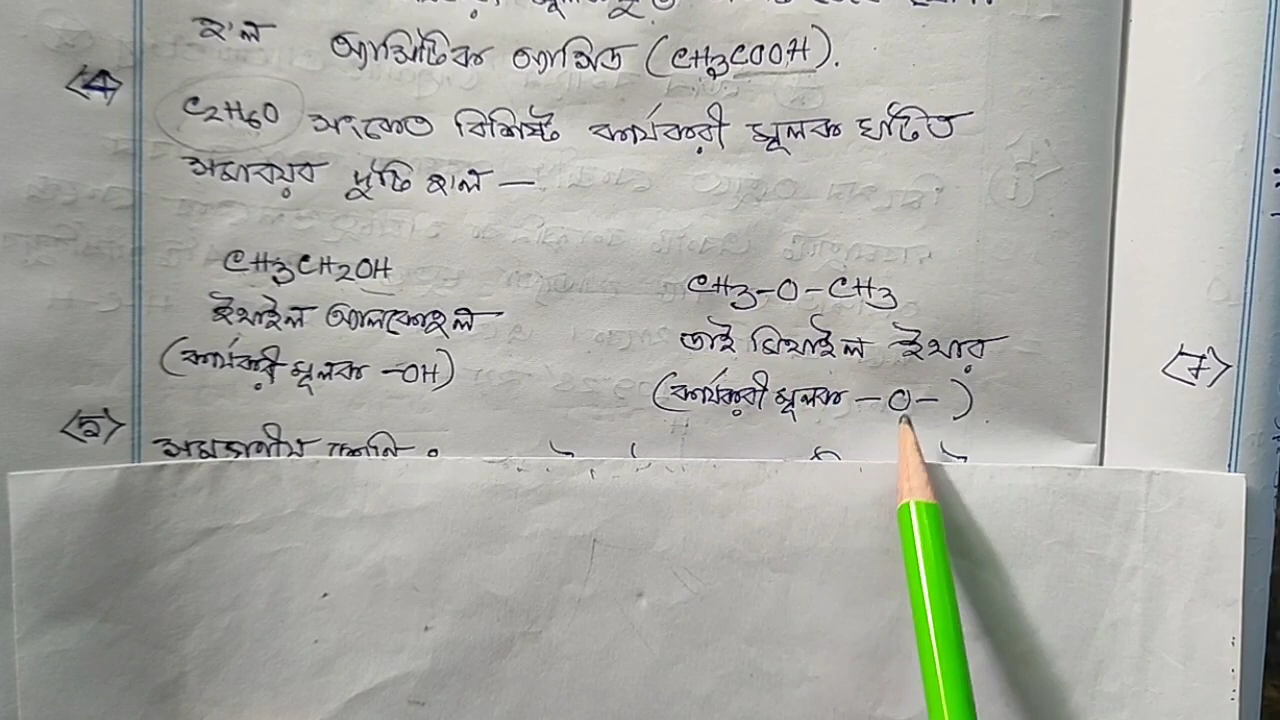 হ'ল অ্যাসিটিক অ্যাসিড (CH3COOH).
<4> C2H6O সংকেত বিশিষ্ট কার্যকরী মূলক ঘটিত
সমাবয়ব দুটি হ'ল —
CH3CH2OH
ইথাইল অ্যালকোহল
(কার্যকরী মূলক -OH)
CH3-O-CH3
ডাই মিথাইল ইথার
(কার্যকরী মূলক -O-)
<7>
<5>